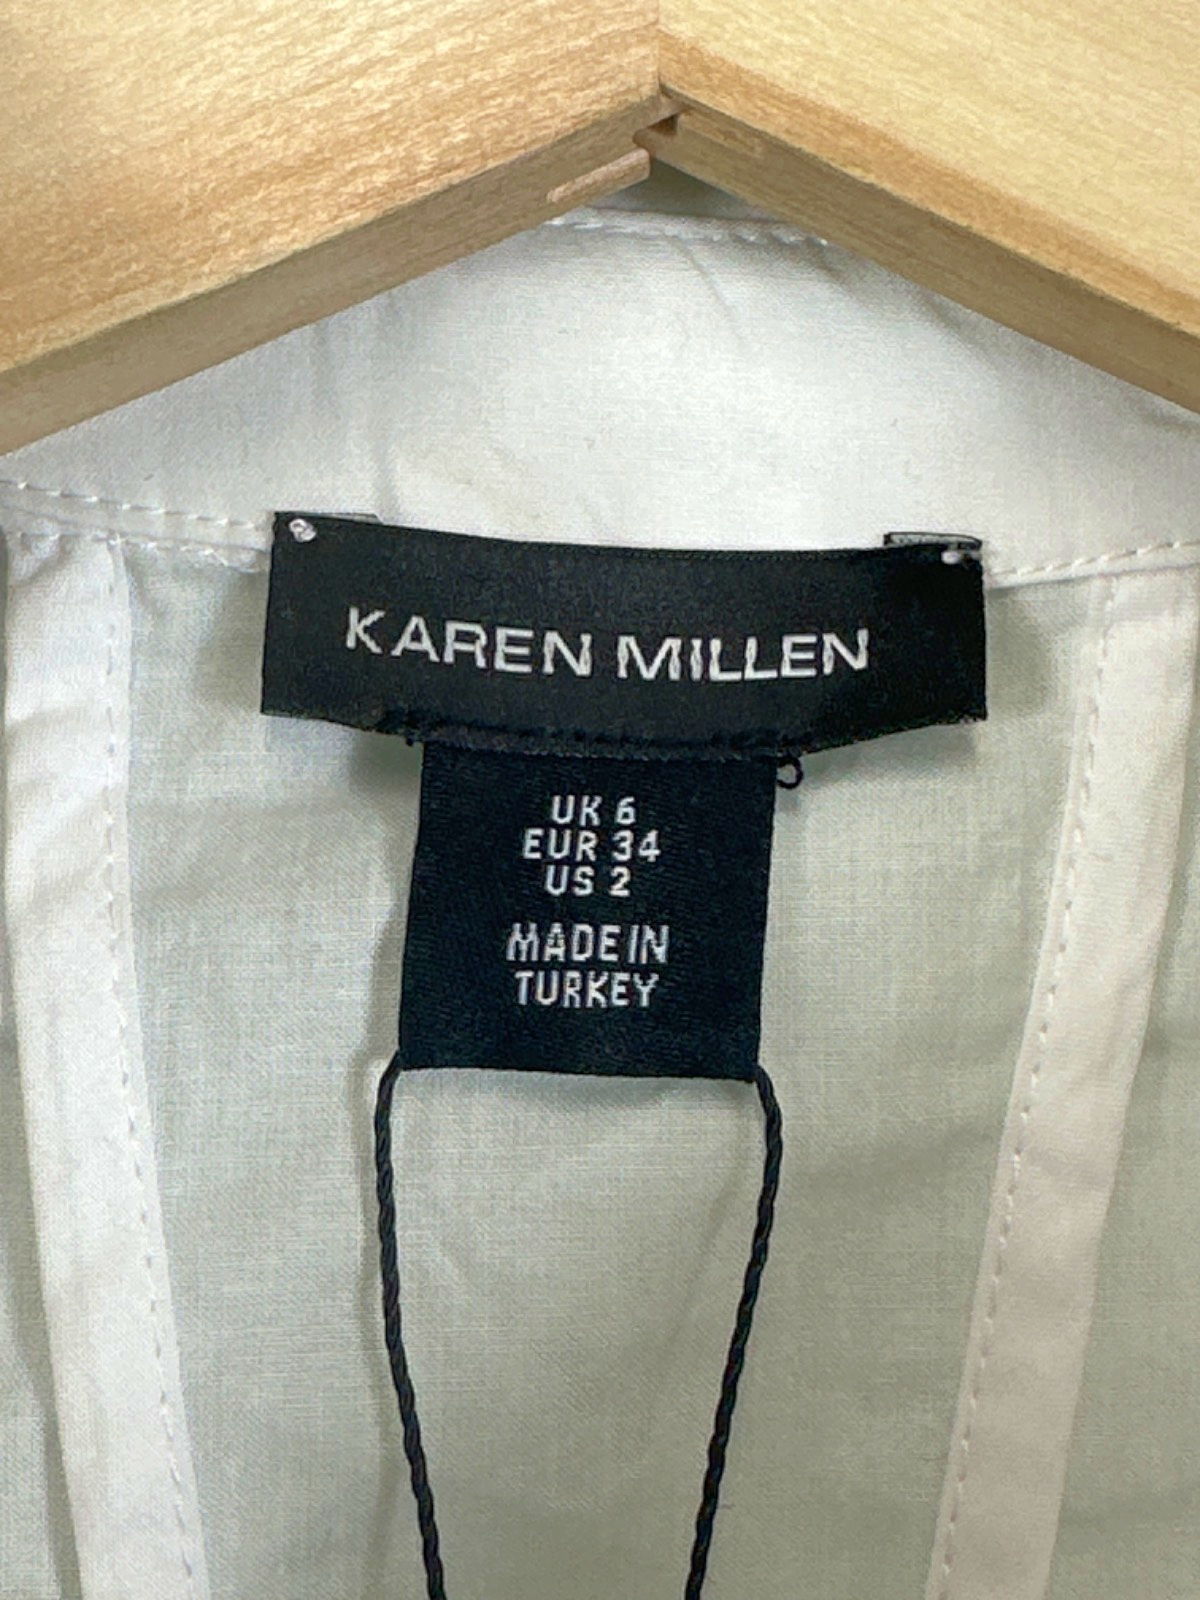 KAREN MILLEN
UK 6
EUR 34
US 2
MADE IN
TURKEY